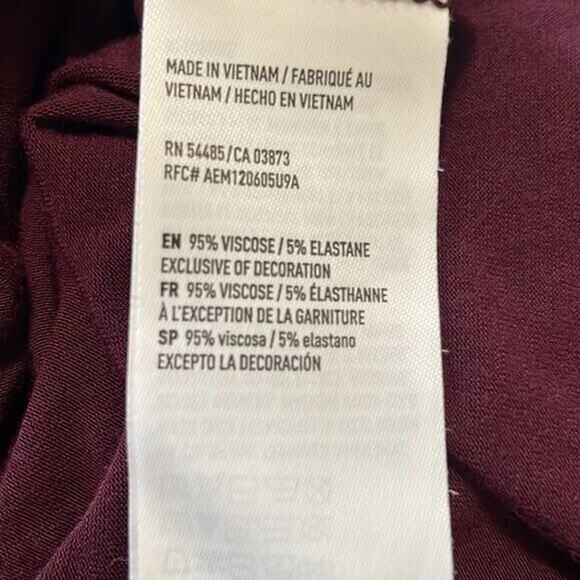 MADE IN VIETNAM / FABRIQUÉ AU
VIETNAM / HECHO EN VIETNAM
RN 54485/CA 03873
RFC# AEM120605U9A
EN 95% VISCOSE / 5% ELASTANE
EXCLUSIVE OF DECORATION
FR 95% VISCOSE / 5% ÉLASTHANNE
À L'EXCEPTION DE LA GARNITURE
SP 95% viscosa / 5% elastano
EXCEPTO LA DECORACIÓN